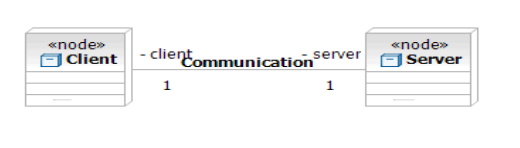 «node»
Client
- client
Communication
- server
1
1
«node»
Server